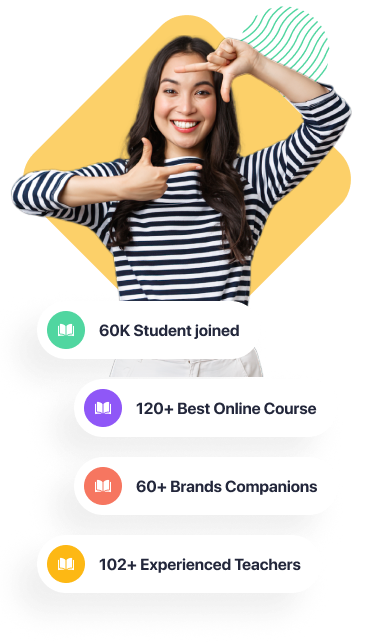 60K Student joined
120+ Best Online Course
60+ Brands Companions
102+ Experienced Teachers